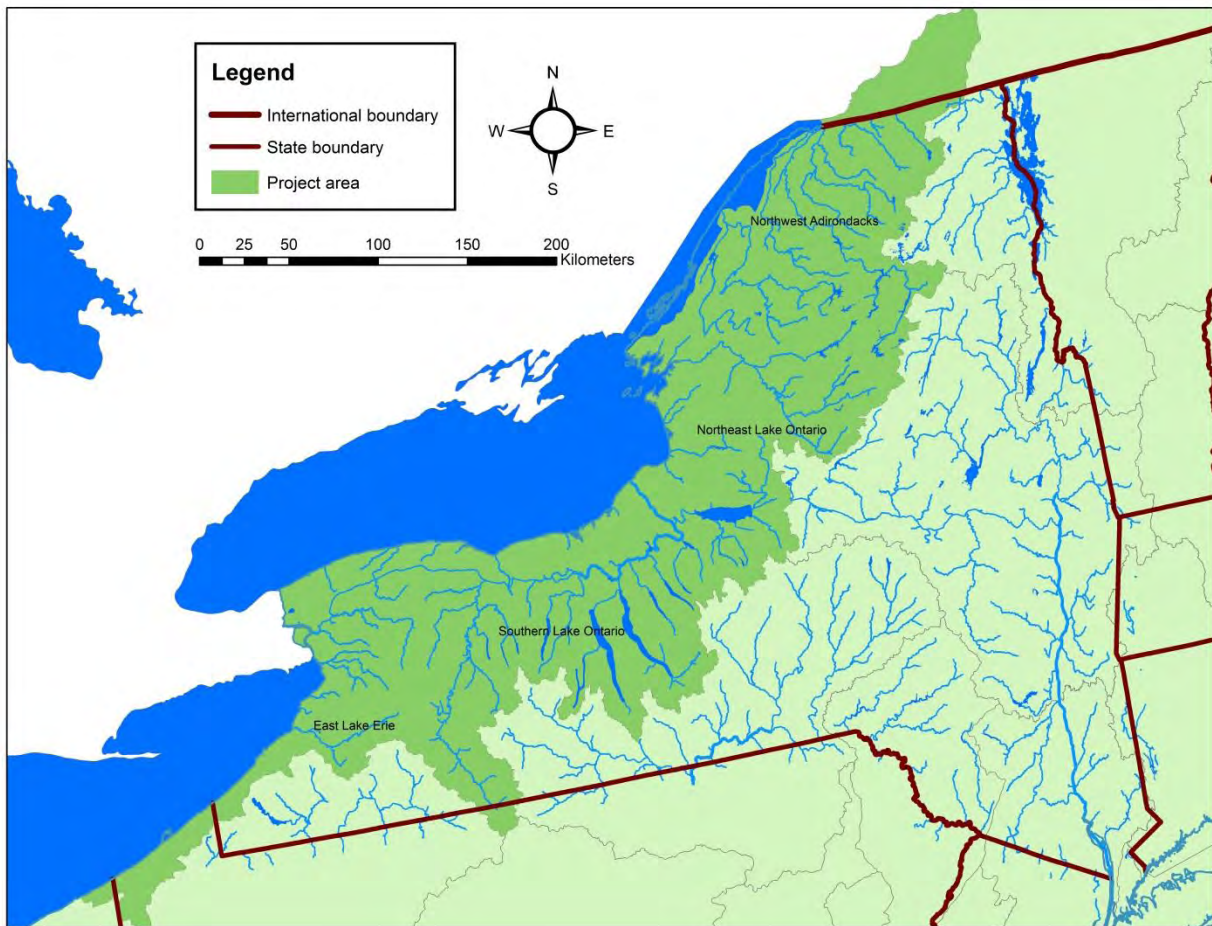 Legend
International boundary
State boundary
Project area
N
W E
S
0 25 50 100 150 200
Kilometers
Northwest Adirondacks
Northeast Lake Ontario
Southern Lake Ontario
East Lake Erie